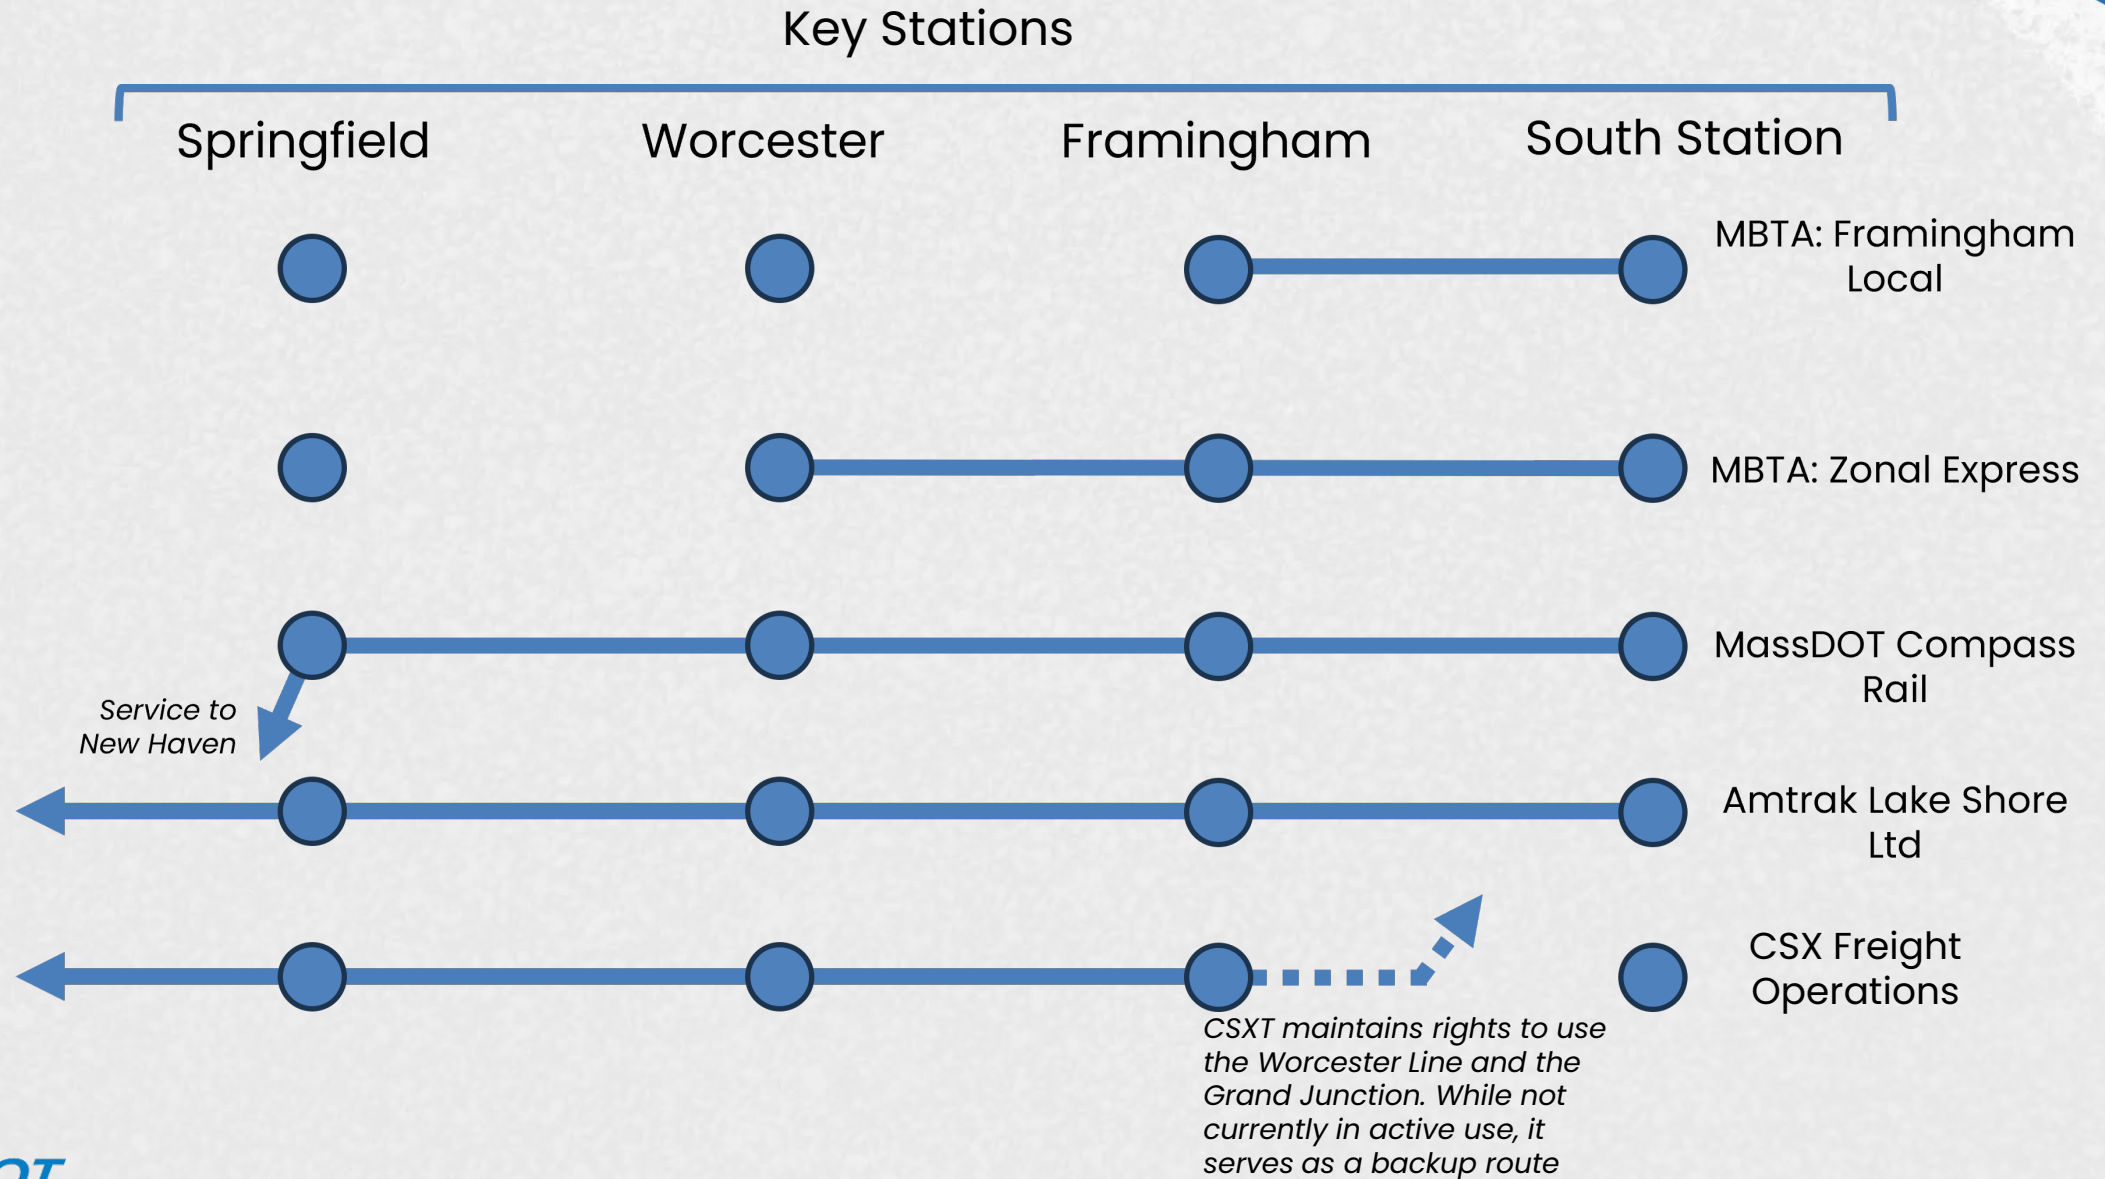 Key Stations
Springfield
Worcester
Framingham
South Station
MBTA: Framingham
Local
MBTA: Zonal Express
MassDOT Compass
Rail
Service to
New Haven
Amtrak Lake Shore
Ltd
CSX Freight
Operations
CSXT maintains rights to use
the Worcester Line and the
Grand Junction. While not
currently in active use, it
serves as a backup route